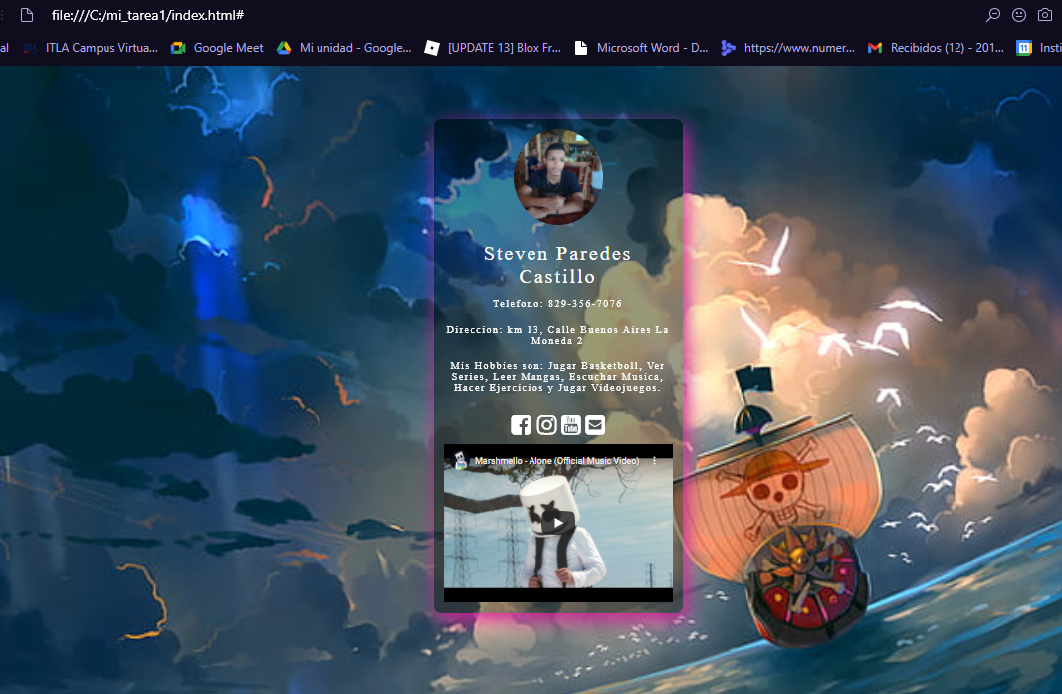 file:///C:/mi_tarea1/index.html#
al ITLA Campus Virtua... Google Meet Mi unidad - Google... [UPDATE 13] Blox Fr... Microsoft Word - D... https://www.numer... Recibidos (12) - 201... 11 Insti
Steven Paredes
Castillo
Teleforo: 829-356-7076
Direccion: km 13, Calle Buenos Aires La
Moneda 2
Mis Hobbies son: Jugar Basketboll, Ver
Series, Leer Mangas, Escuchar Musica,
Hacer Ejercicios y Jugar Videojuegos.
You
Tube
Marshmello - Alone (Official Music Video)